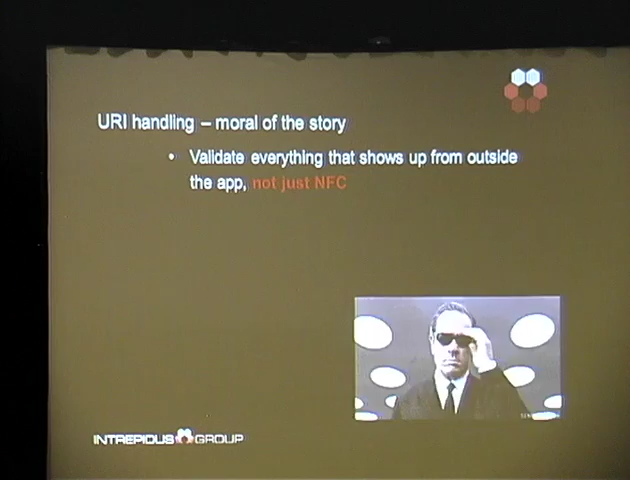 URI handling – moral of the story
• Validate everything that shows up from outside
the app, not just NFC
INTREPIDUS GROUP